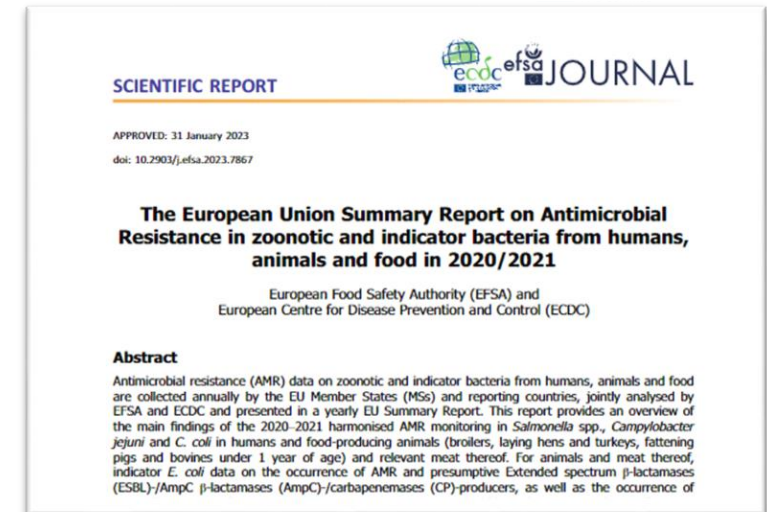 SCIENTIFIC REPORT
ecdc efsa JOURNAL
APPROVED: 31 January 2023
doi: 10.2903/j.efsa.2023.7867
The European Union Summary Report on Antimicrobial
Resistance in zoonotic and indicator bacteria from humans,
animals and food in 2020/2021
European Food Safety Authority (EFSA) and
European Centre for Disease Prevention and Control (ECDC)
Abstract
Antimicrobial resistance (AMR) data on zoonotic and indicator bacteria from humans, animals and food
are collected annually by the EU Member States (MSs) and reporting countries, jointly analysed by
EFSA and ECDC and presented in a yearly EU Summary Report. This report provides an overview of
the main findings of the 2020–2021 harmonised AMR monitoring in Salmonella spp., Campylobacter
jejuni and C. coli in humans and food-producing animals (broilers, laying hens and turkeys, fattening
pigs and bovines under 1 year of age) and relevant meat thereof. For animals and meat thereof,
indicator E. coli data on the occurrence of AMR and presumptive Extended spectrum β-lactamases
(ESBL)-/AmpC β-lactamases (AmpC)-/carbapenemases (CP)-producers, as well as the occurrence of